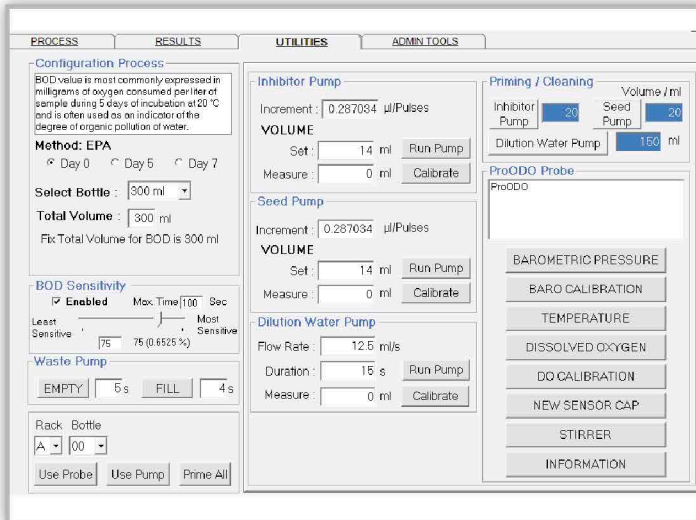 PROCESS
RESULTS
UTILITIES
ADMIN TOOLS
Configuration Process
BOD value is most commonly expressed in
milligrams of oxygen consumed per liter of
sample during 5 days of incubation at 20 °C
and is often used as an indicator of the
degree of organic pollution of water.
Method: EPA
Day 0 Day 5 Day 7
Select Bottle : 300 ml
Total Volume : 300 ml
Fix Total Volume for BOD is 300 ml
BOD Sensitivity
Enabled Max. Time 100 Sec
Least Sensitive
Most Sensitive
75 75 (0.6525 %)
Waste Pump
EMPTY 5 s FILL 4 s
Rack Bottle
A 00
Use Probe Use Pump Prime All
Inhibitor Pump
Increment : 0.287034 µl/Pulses
VOLUME
Set : 14 ml Run Pump
Measure : 0 ml Calibrate
Seed Pump
Increment : 0.287034 µl/Pulses
VOLUME
Set : 14 ml Run Pump
Measure : 0 ml Calibrate
Dilution Water Pump
Flow Rate : 12.5 ml/s
Duration : 15 s Run Pump
Measure : 0 ml Calibrate
Priming / Cleaning
Volume / ml
Inhibitor Pump 20 Seed Pump 20
Dilution Water Pump 150 ml
ProODO Probe
ProODO
BAROMETRIC PRESSURE
BARO CALIBRATION
TEMPERATURE
DISSOLVED OXYGEN
DO CALIBRATION
NEW SENSOR CAP
STIRRER
INFORMATION